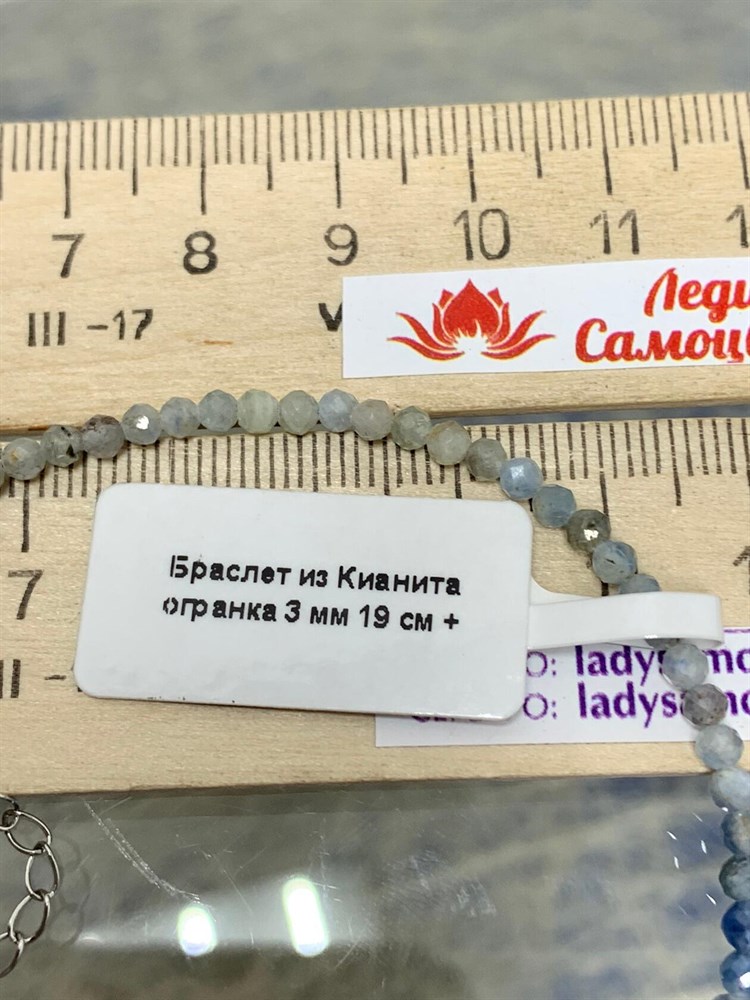 7 8 9 10 11
III -17
Леди
Самоц
Браслет из Кианита
огранка 3 мм 19 см +
7
O: ladys
O: ladysamo